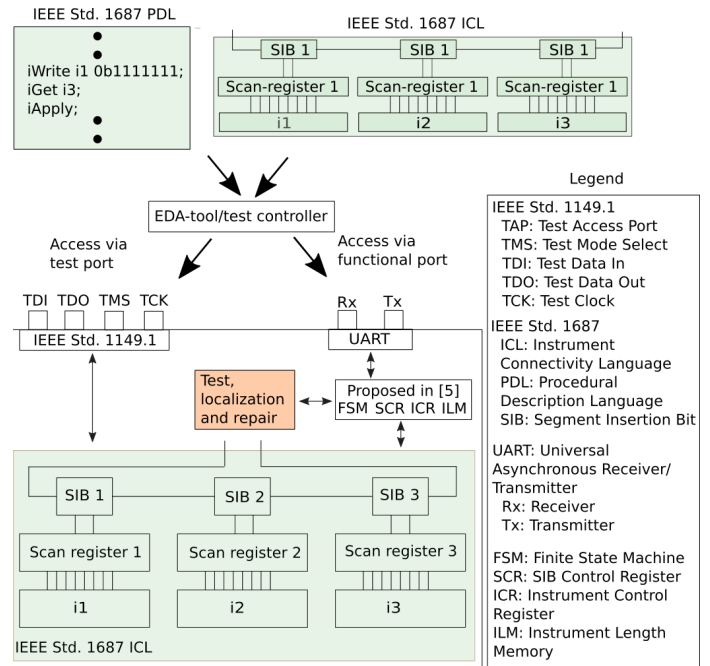 IEEE Std. 1687 PDL
iWrite i1 0b1111111;
iGet i3;
iApply;
IEEE Std. 1687 ICL
SIB 1 SIB 1 SIB 1
Scan-register 1 Scan-register 1 Scan-register 1
i1 i2 i3
EDA-tool/test controller
Access via
test port
Access via
functional port
TDI TDO TMS TCK
IEEE Std. 1149.1
Rx Tx
UART
Test,
localization
and repair
Proposed in [5]
FSM SCR ICR ILM
SIB 1 SIB 2 SIB 3
Scan register 1 Scan register 2 Scan register 3
i1 i2 i3
IEEE Std. 1687 ICL
Legend
IEEE Std. 1149.1
TAP: Test Access Port
TMS: Test Mode Select
TDI: Test Data In
TDO: Test Data Out
TCK: Test Clock
IEEE Std. 1687
ICL: Instrument
Connectivity Language
PDL: Procedural
Description Language
SIB: Segment Insertion Bit
UART: Universal
Asynchronous Receiver/
Transmitter
Rx: Receiver
Tx: Transmitter
FSM: Finite State Machine
SCR: SIB Control Register
ICR: Instrument Control
Register
ILM: Instrument Length
Memory